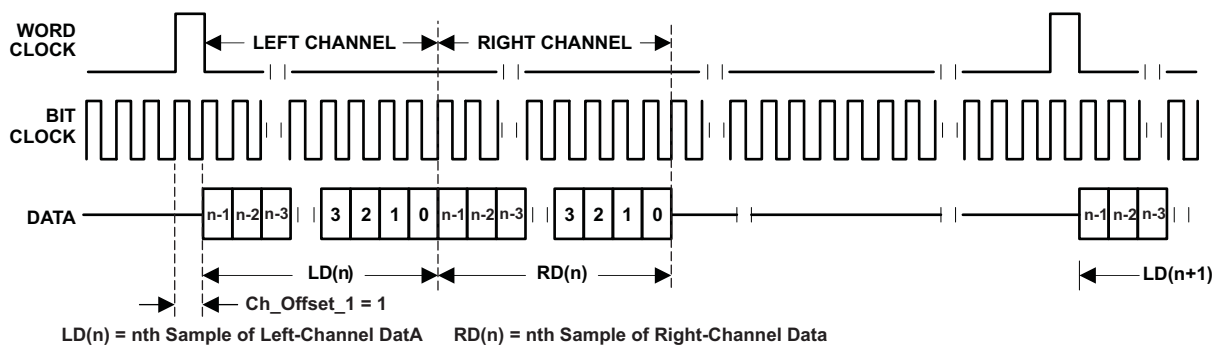 WORD
CLOCK
LEFT CHANNEL
RIGHT CHANNEL
BIT
CLOCK
DATA
n-1 n-2 n-3 3 2 1 0 n-1 n-2 n-3 3 2 1 0 n-1 n-2 n-3
LD(n)
RD(n)
LD(n+1)
Ch_Offset_1 = 1
LD(n) = nth Sample of Left-Channel DatA RD(n) = nth Sample of Right-Channel Data